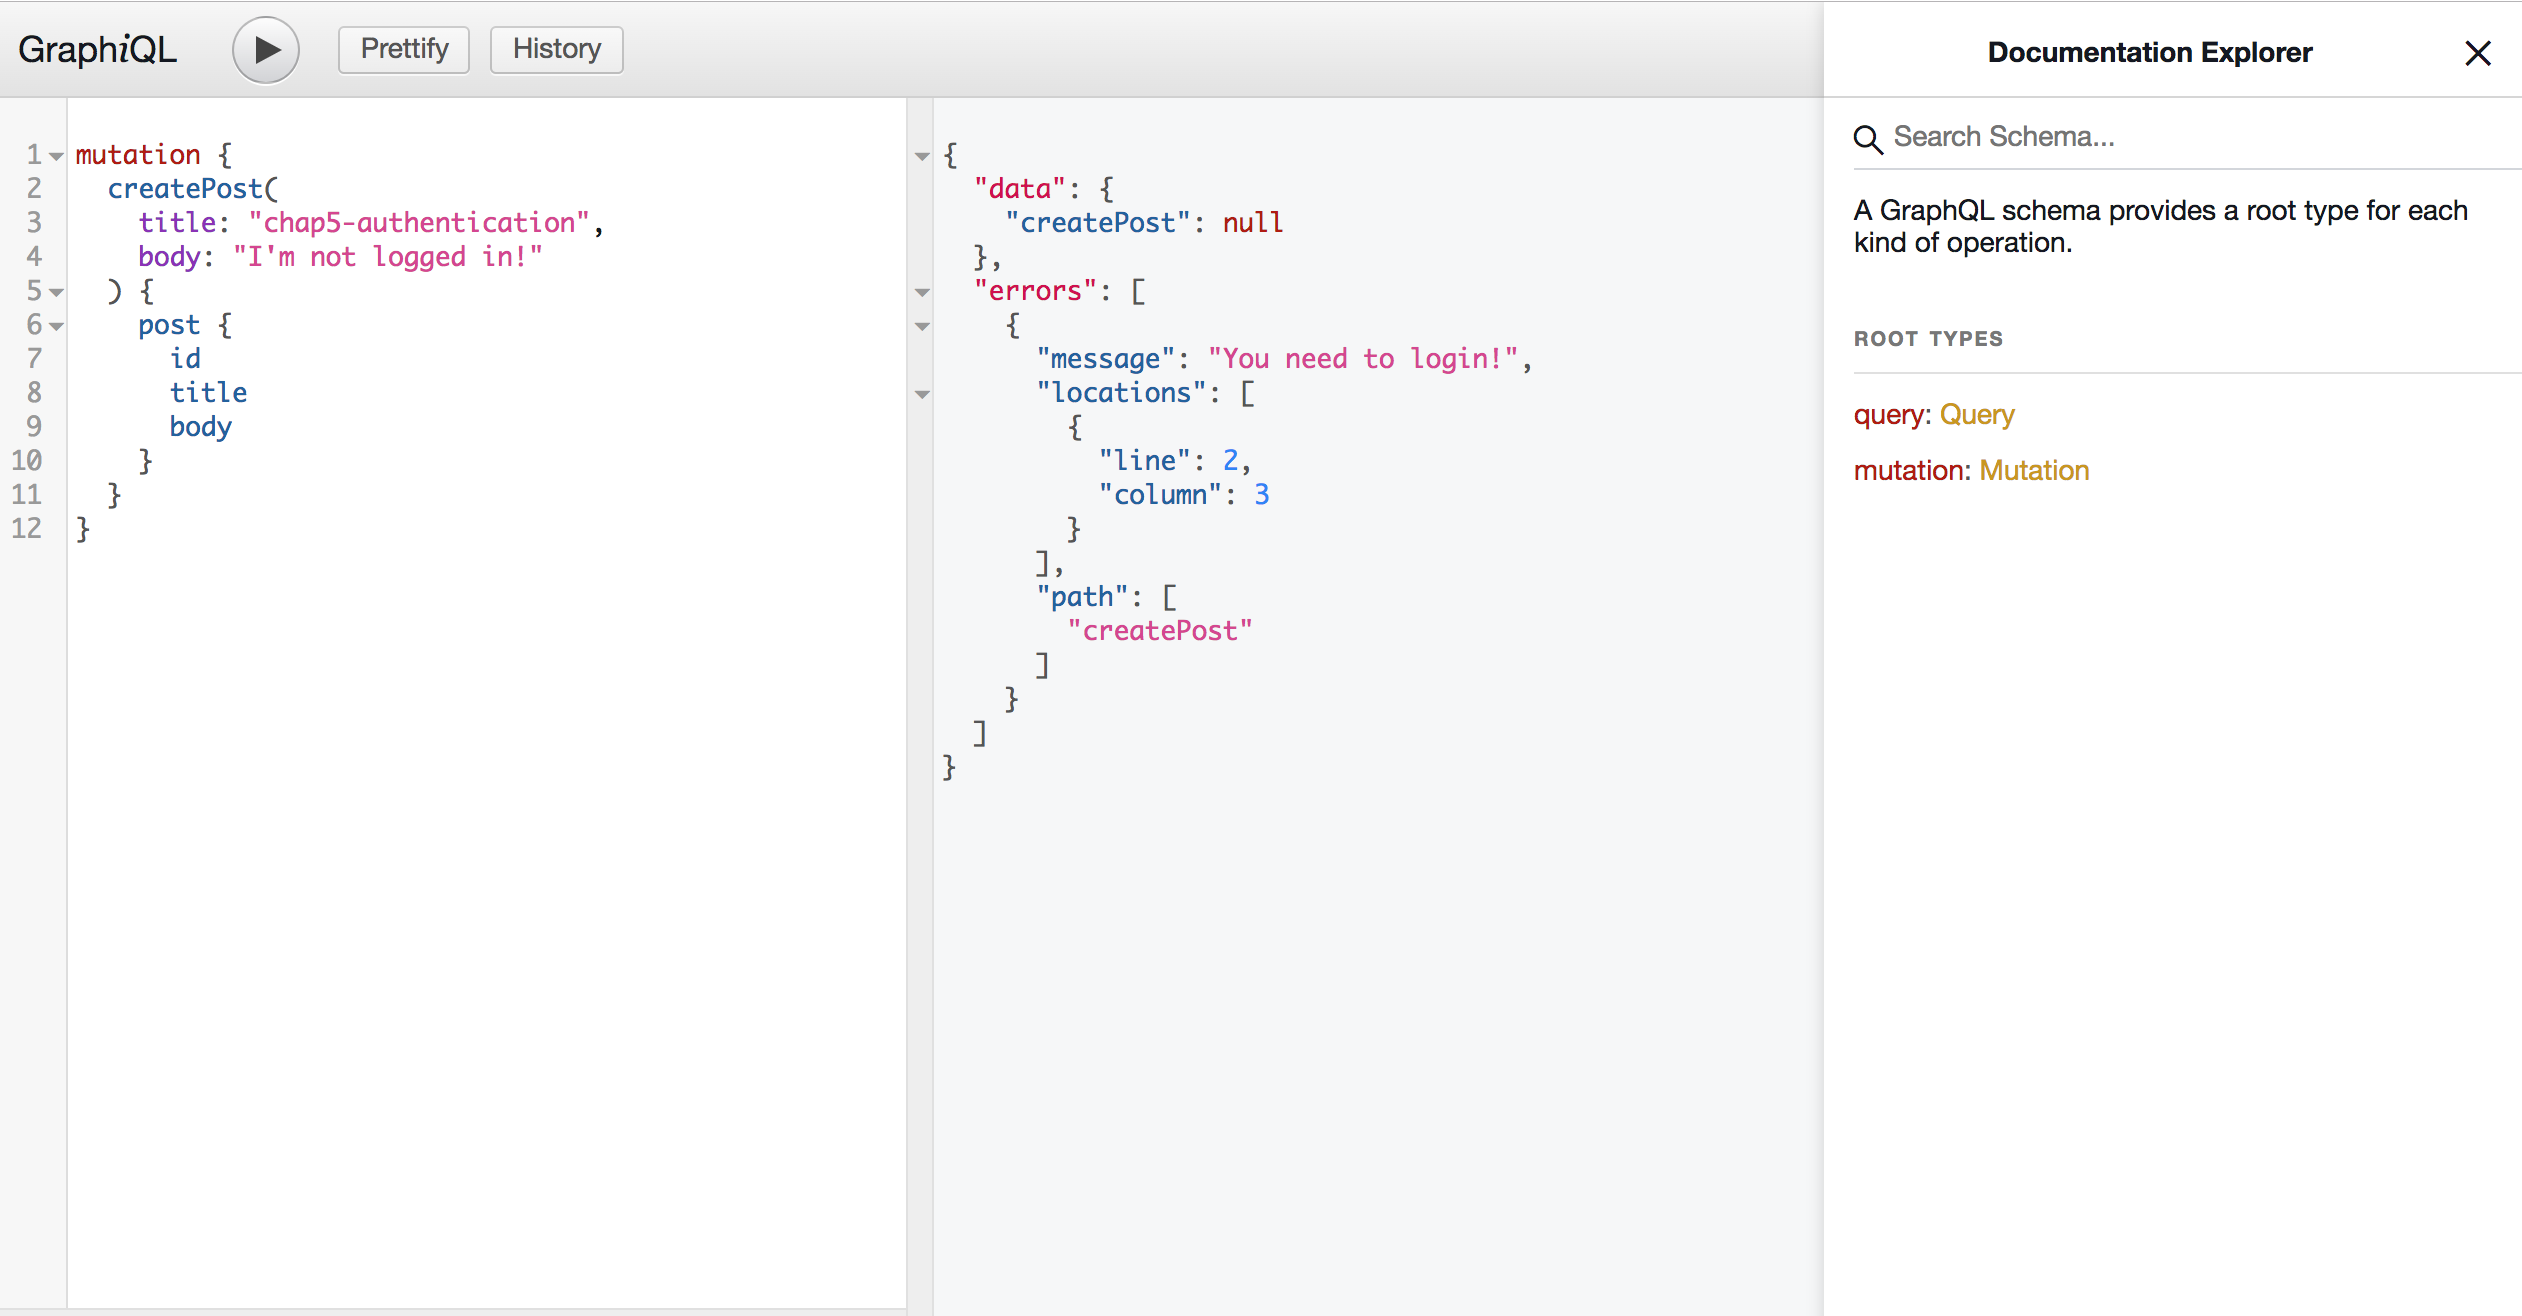 GraphiQL
Prettify
History
1 mutation {
2   createPost(
3     title: "chap5-authentication",
4     body: "I'm not logged in!"
5   ) {
6     post {
7       id
8       title
9       body
10     }
11   }
12 }
{
  "data": {
    "createPost": null
  },
  "errors": [
    {
      "message": "You need to login!",
      "locations": [
        {
          "line": 2,
          "column": 3
        }
      ],
      "path": [
        "createPost"
      ]
    }
  ]
}
Documentation Explorer
Search Schema...
A GraphQL schema provides a root type for each
kind of operation.
ROOT TYPES
query: Query
mutation: Mutation